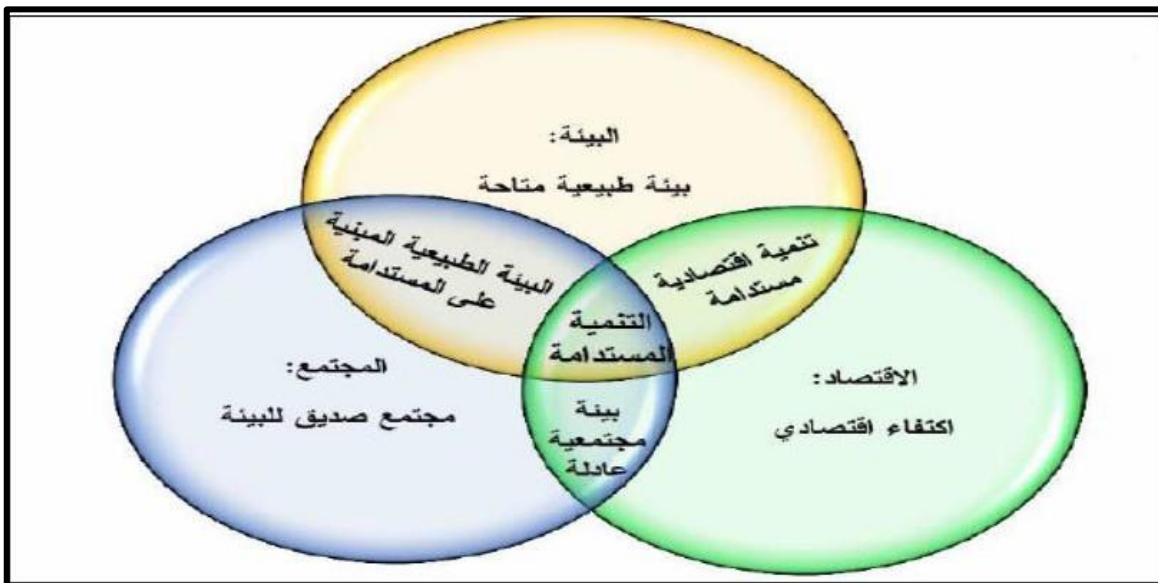 البيئة:
بيئة طبيعية متاحة
البيئة الطبيعية المبنية
على المستدامة
تنمية اقتصادية
مستدامة
التنمية
المستدامة
المجتمع:
مجتمع صديق للبيئة
الاقتصاد:
اكتفاء اقتصادي
بيئة
مجتمعية
عادلة